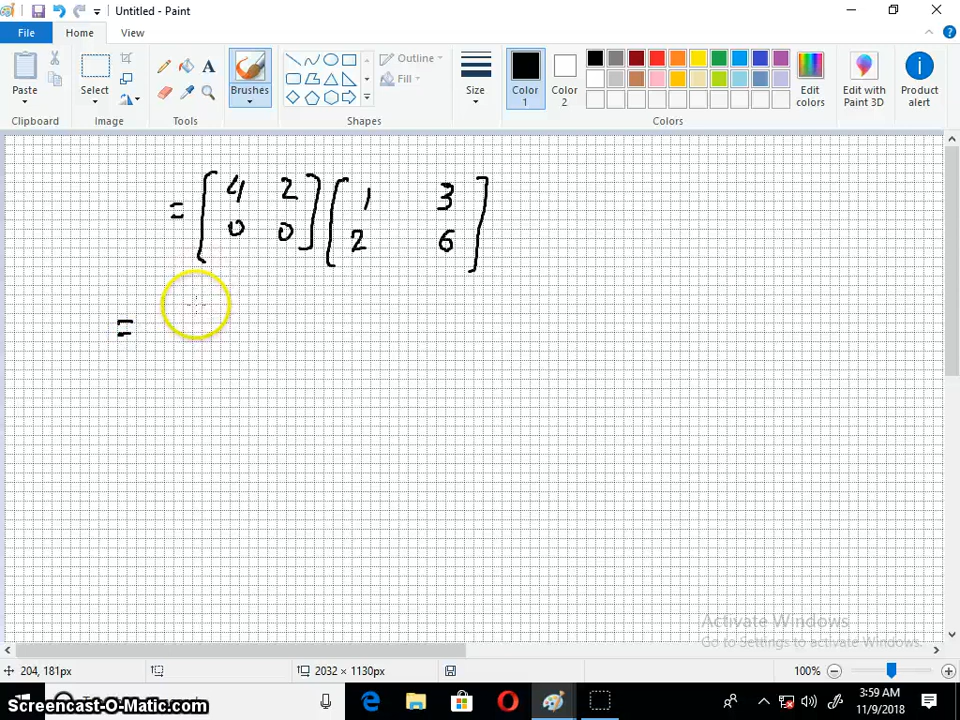 Untitled - Paint
File Home View
Paste
Select
A
Brushes
Outline
Fill
Size
Color 1
Color 2
Edit colors
Edit with Paint 3D
Product alert
Clipboard
Image
Tools
Shapes
Colors
= [ 4 2 ] [ 1 3 ]
0 0 2 6
=
Activate Windows
Go to Settings to activate Windows.
204, 181px
2032 × 1130px
100%
3:59 AM
11/9/2018
Screencast-O-Matic.com